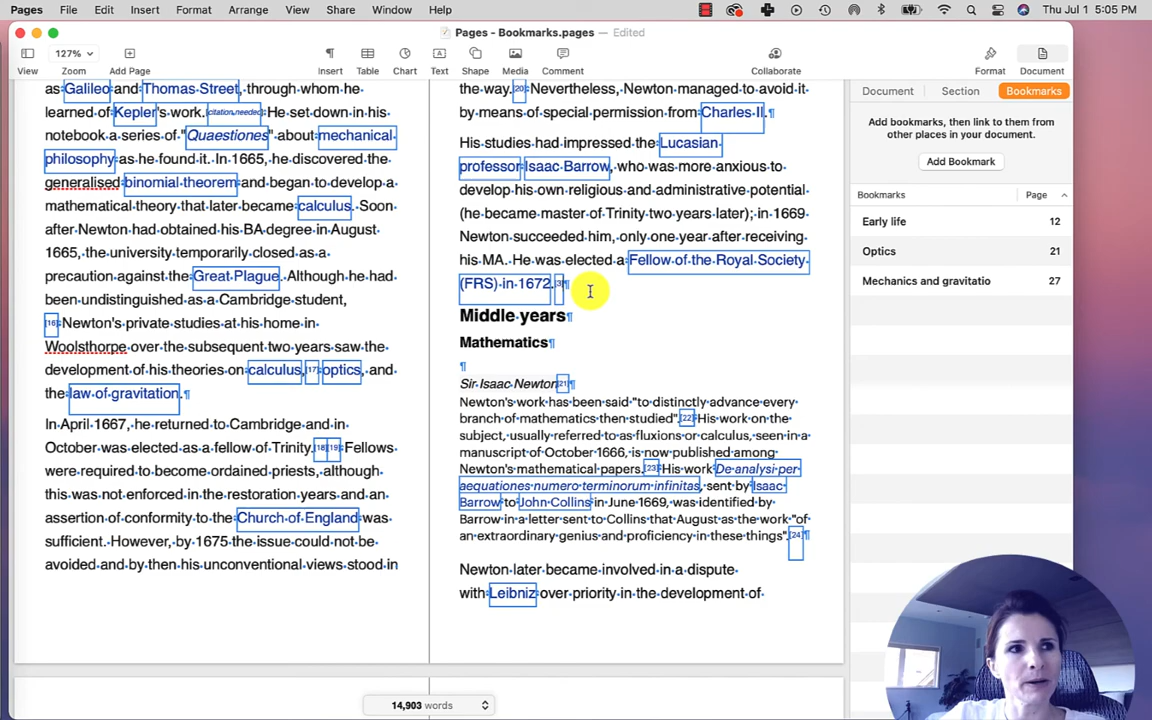 Pages File Edit Insert Format Arrange View Share Window Help Thu Jul 1 5:05 PM
Pages - Bookmarks.pages — Edited
127%
View Zoom Add Page Insert Table Chart Text Shape Media Comment Collaborate Format Document
as Galileo and Thomas Street, through whom he
learned of Kepler's work.[citation needed] He set down in his
notebook a series of "Quaestiones" about mechanical
philosophy as he found it. In 1665, he discovered the
generalised binomial theorem and began to develop a
mathematical theory that later became calculus. Soon
after Newton had obtained his BA degree in August
1665, the university temporarily closed as a
precaution against the Great Plague. Although he had
been undistinguished as a Cambridge student,
[16] Newton's private studies at his home in
Woolsthorpe over the subsequent two years saw the
development of his theories on calculus,[17] optics, and
the law of gravitation.¶
In April 1667, he returned to Cambridge and in
October was elected as a fellow of Trinity.[18][19] Fellows
were required to become ordained priests, although
this was not enforced in the restoration years and an
assertion of conformity to the Church of England was
sufficient. However, by 1675 the issue could not be
avoided and by then his unconventional views stood in
the way.[20] Nevertheless, Newton managed to avoid it
by means of special permission from Charles II.
His studies had impressed the Lucasian
professor Isaac Barrow, who was more anxious to
develop his own religious and administrative potential
(he became master of Trinity two years later); in 1669
Newton succeeded him, only one year after receiving
his MA. He was elected a Fellow of the Royal Society
(FRS) in 1672.[3]¶
Middle years¶
Mathematics¶
¶
Sir Isaac Newton[21]¶
Newton's work has been said "to distinctly advance every
branch of mathematics then studied".[22] His work on the
subject, usually referred to as fluxions or calculus, seen in a
manuscript of October 1666, is now published among
Newton's mathematical papers.[23] His work De analysi per
aequationes numero terminorum infinitas, sent by Isaac
Barrow to John Collins in June 1669, was identified by
Barrow in a letter sent to Collins that August as the work "of
an extraordinary genius and proficiency in these things".[24]¶
Newton later became involved in a dispute
with Leibniz over priority in the development of
14,903 words
Document Section Bookmarks
Add bookmarks, then link to them from
other places in your document.
Add Bookmark
Bookmarks Page
Early life 12
Optics 21
Mechanics and gravitatio 27